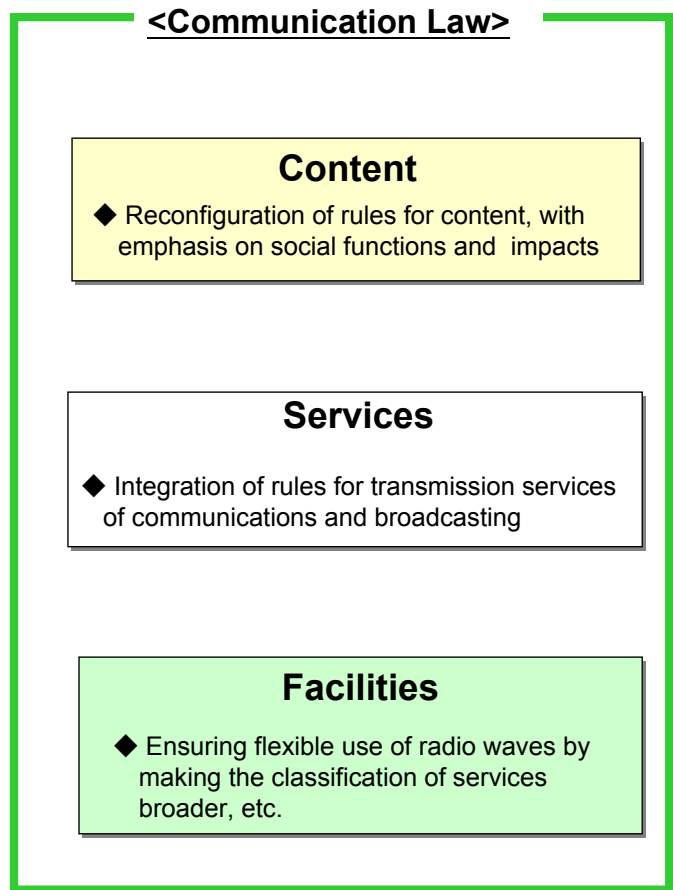 <Communication Law>
Content
◆ Reconfiguration of rules for content, with
emphasis on social functions and impacts
Services
◆ Integration of rules for transmission services
of communications and broadcasting
Facilities
◆ Ensuring flexible use of radio waves by
making the classification of services
broader, etc.